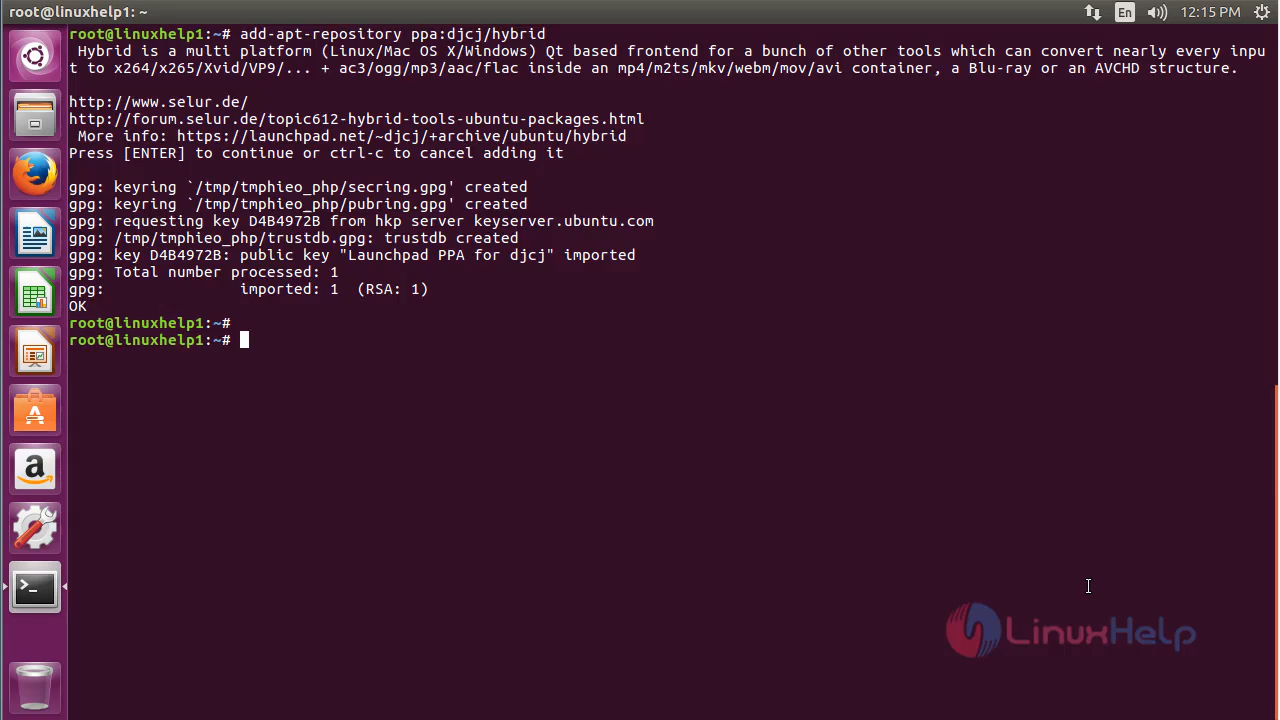 root@linuxhelp1: ~
En
12:15 PM
root@linuxhelp1:~# add-apt-repository ppa:djcj/hybrid
 Hybrid is a multi platform (Linux/Mac OS X/Windows) Qt based frontend for a bunch of other tools which can convert nearly every inpu
t to x264/x265/Xvid/VP9/... + ac3/ogg/mp3/aac/flac inside an mp4/m2ts/mkv/webm/mov/avi container, a Blu-ray or an AVCHD structure.
http://www.selur.de/
http://forum.selur.de/topic612-hybrid-tools-ubuntu-packages.html
 More info: https://launchpad.net/~djcj/+archive/ubuntu/hybrid
Press [ENTER] to continue or ctrl-c to cancel adding it
gpg: keyring `/tmp/tmphieo_php/secring.gpg' created
gpg: keyring `/tmp/tmphieo_php/pubring.gpg' created
gpg: requesting key D4B4972B from hkp server keyserver.ubuntu.com
gpg: /tmp/tmphieo_php/trustdb.gpg: trustdb created
gpg: key D4B4972B: public key "Launchpad PPA for djcj" imported
gpg: Total number processed: 1
gpg:               imported: 1  (RSA: 1)
OK
root@linuxhelp1:~#
root@linuxhelp1:~#
LinuxHelp